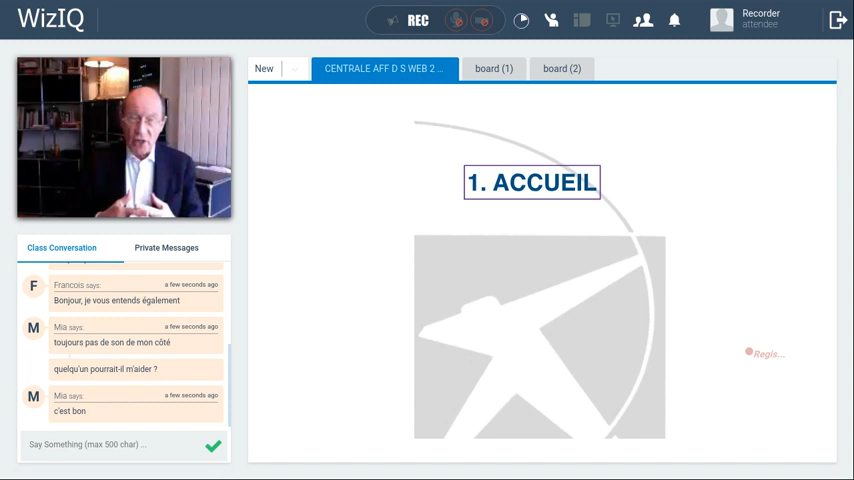 WizIQ
REC
Recorder
attendee
New
CENTRALE AFF D S WEB 2 ...
board (1)
board (2)
1. ACCUEIL
Regis...
Class Conversation
Private Messages
F
Francois says:
a few seconds ago
Bonjour, je vous entends également
M
Mia says:
a few seconds ago
toujours pas de son de mon côté
quelqu'un pourrait-il m'aider ?
M
Mia says:
a few seconds ago
c'est bon
Say Something (max 500 char) ...